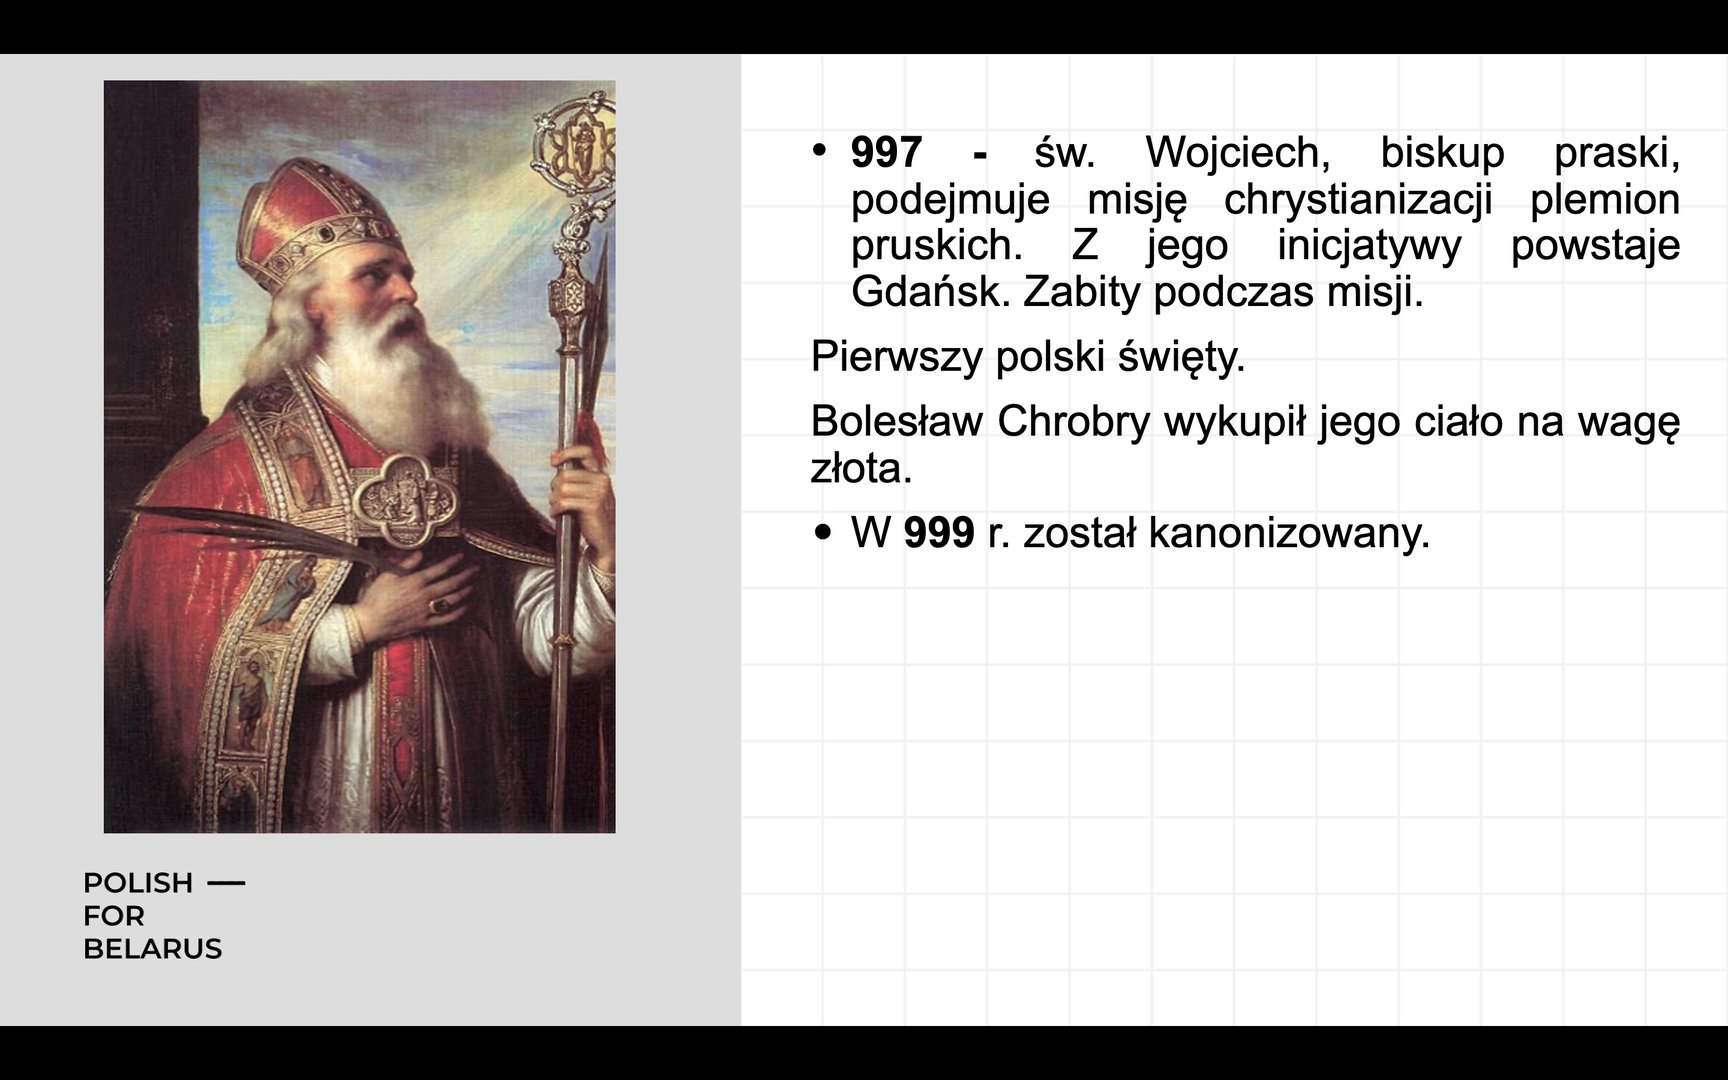 • 997 - św. Wojciech, biskup praski,
podejmuje misję chrystianizacji plemion
pruskich. Z jego inicjatywy powstaje
Gdańsk. Zabity podczas misji.
Pierwszy polski święty.
Bolesław Chrobry wykupił jego ciało na wagę
złota.
• W 999 r. został kanonizowany.
POLISH —
FOR
BELARUS